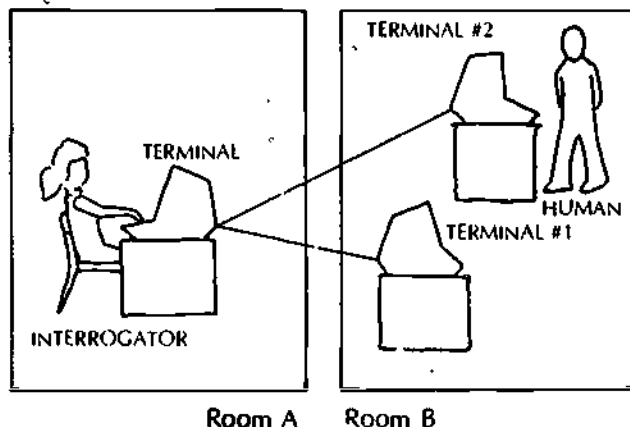 TERMINAL #2
TERMINAL
HUMAN
TERMINAL #1
INTERROGATOR
Room A
Room B